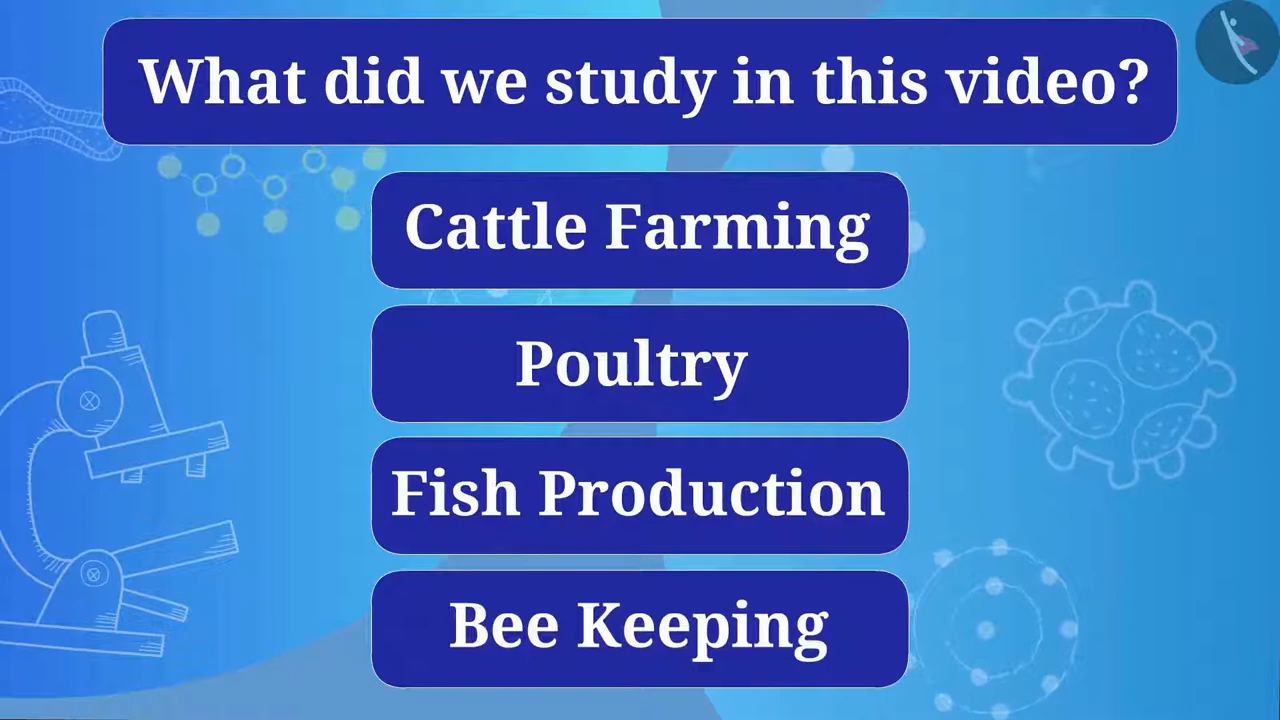 What did we study in this video?
Cattle Farming
Poultry
Fish Production
Bee Keeping